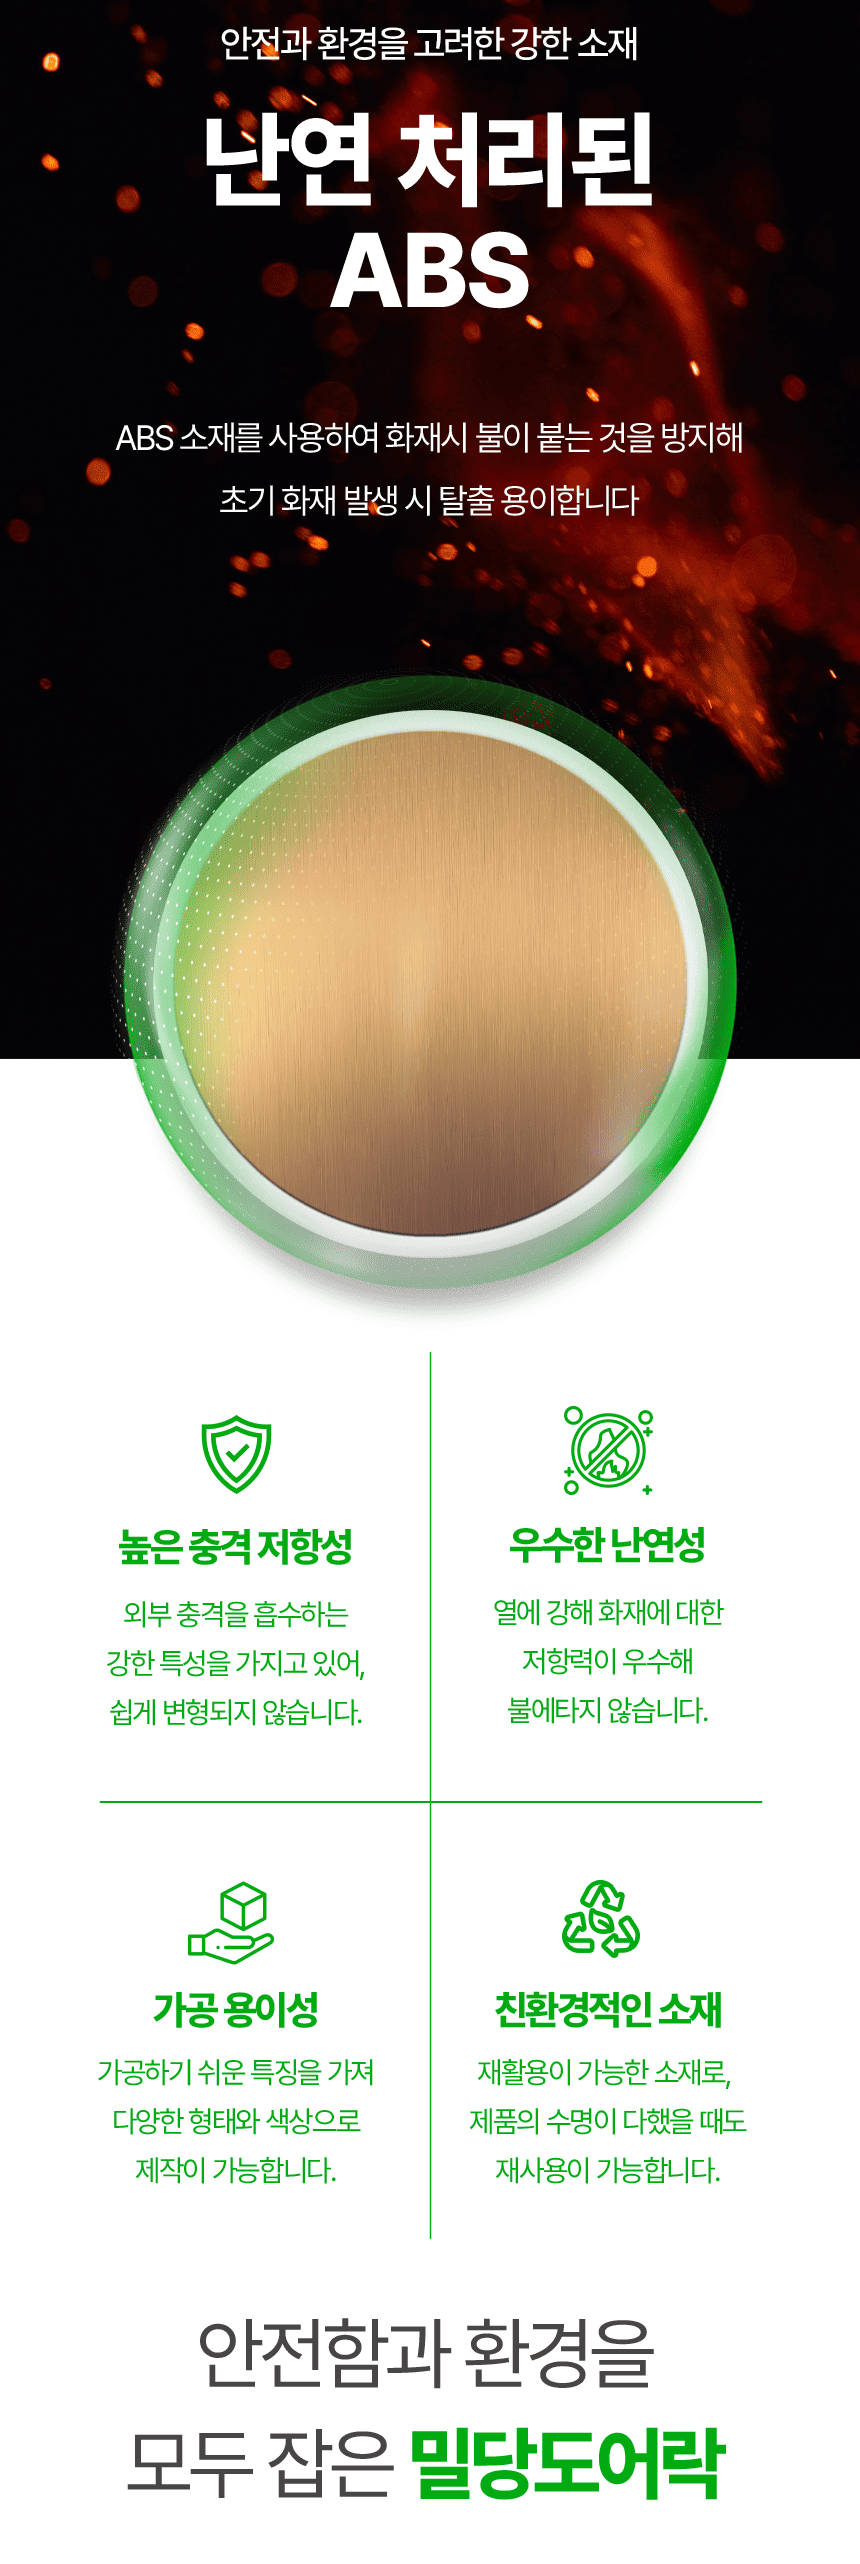 안전과 환경을 고려한 강한 소재
난연 처리된
ABS
ABS 소재를 사용하여 화재시 불이 붙는 것을 방지해
초기 화재 발생 시 탈출 용이합니다
높은 충격 저항성
외부 충격을 흡수하는
강한 특성을 가지고 있어,
쉽게 변형되지 않습니다.
우수한 난연성
열에 강해 화재에 대한
저항력이 우수해
불에타지 않습니다.
가공 용이성
가공하기 쉬운 특징을 가져
다양한 형태와 색상으로
제작이 가능합니다.
친환경적인 소재
재활용이 가능한 소재로,
제품의 수명이 다했을 때도
재사용이 가능합니다.
안전함과 환경을
모두 잡은 밀당도어락